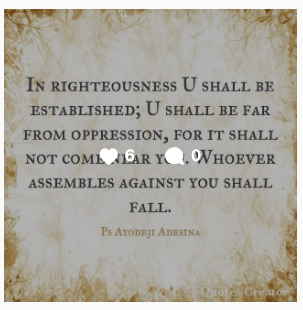 In righteousness U shall be
established; U shall be far
from oppression, for it shall
not come near y. Whoever
assembles against you shall
fall.
Ps Ayodeji Adesina
6 0
Quotes Creator